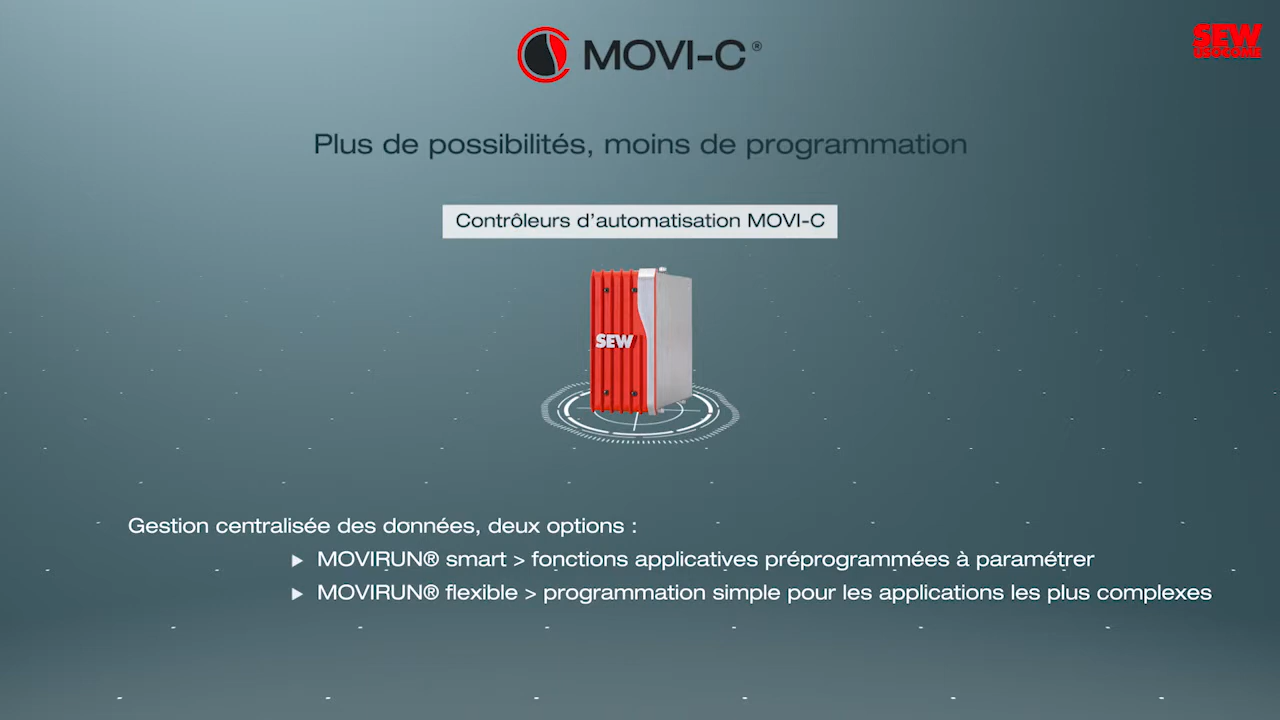 MOVI-C®
SEW
EURODRIVE
Plus de possibilités, moins de programmation
Contrôleurs d’automatisation MOVI-C
SEW
Gestion centralisée des données, deux options :
MOVIRUN® smart > fonctions applicatives préprogrammées à paramétrer
MOVIRUN® flexible > programmation simple pour les applications les plus complexes